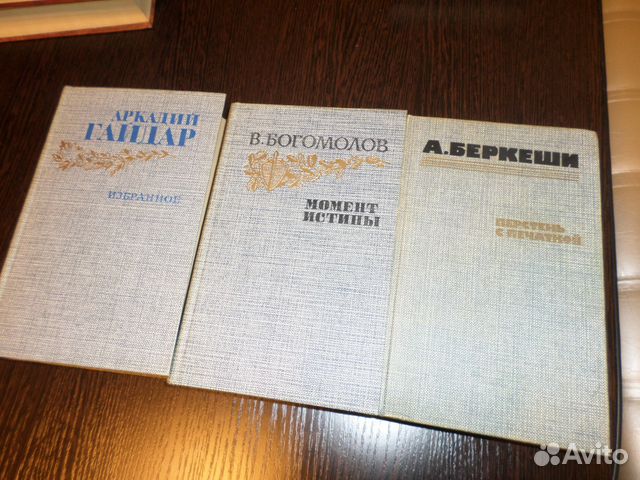 АРКАДИЙ
ГАЙДАР
ИЗБРАННОЕ
В.БОГОМОЛОВ
МОМЕНТ
ИСТИНЫ
А.БЕРКЕШИ
ПЕРСТЕНЬ
С ПЕЧАТКОЙ
Avito